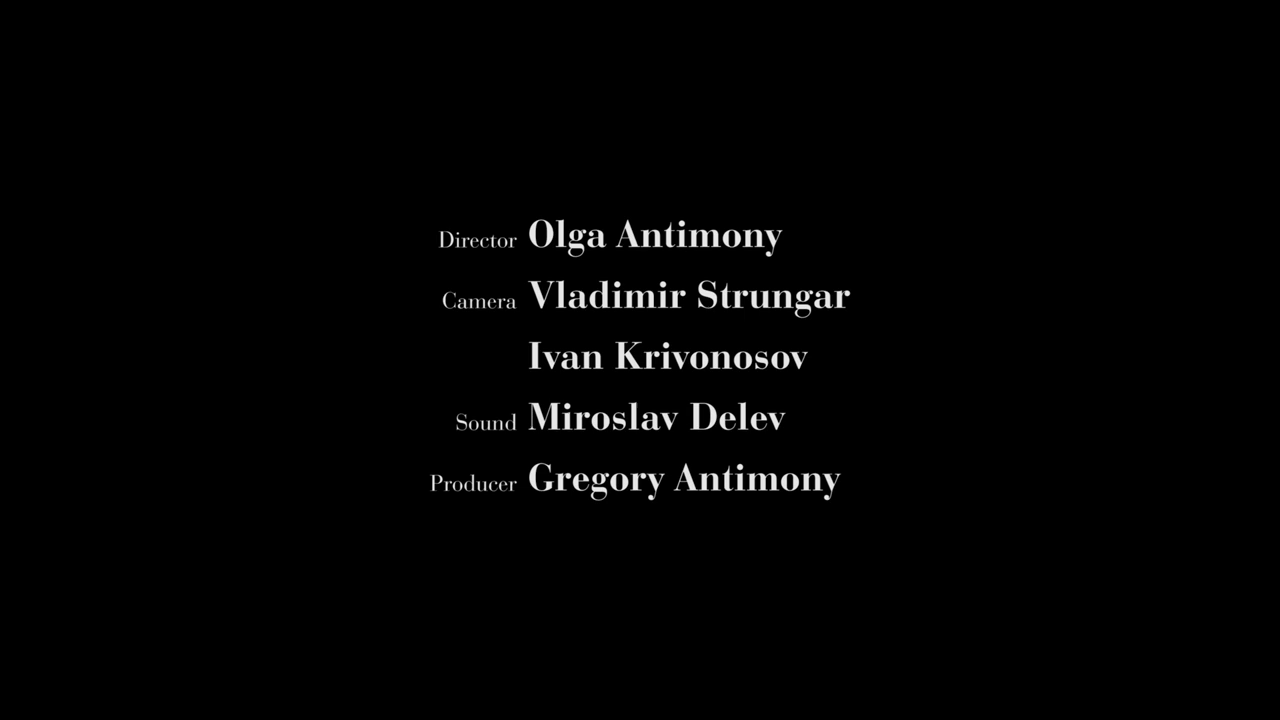 Director Olga Antimony
Camera Vladimir Strungar
Ivan Krivonosov
Sound Miroslav Delev
Producer Gregory Antimony